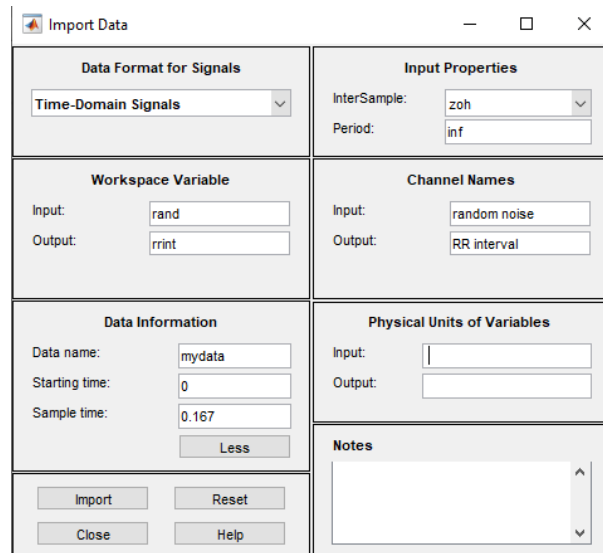 Import Data
Data Format for Signals
Time-Domain Signals
Input Properties
InterSample: zoh
Period: inf
Workspace Variable
Input: rand
Output: rrint
Channel Names
Input: random noise
Output: RR interval
Data Information
Data name: mydata
Starting time: 0
Sample time: 0.167
Less
Physical Units of Variables
Input:
Output:
Import Reset
Close Help
Notes